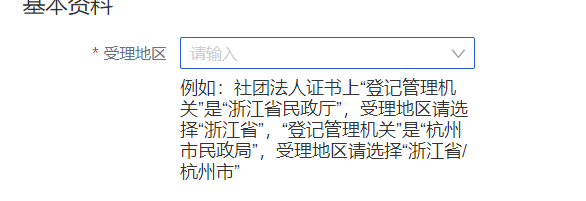 基本资料
* 受理地区
请输入
例如：社团法人证书上“登记管理机
关”是“浙江省民政厅”，受理地区请选
择“浙江省”，“登记管理机关”是“杭州
市民政局”，受理地区请选择“浙江省/
杭州市”